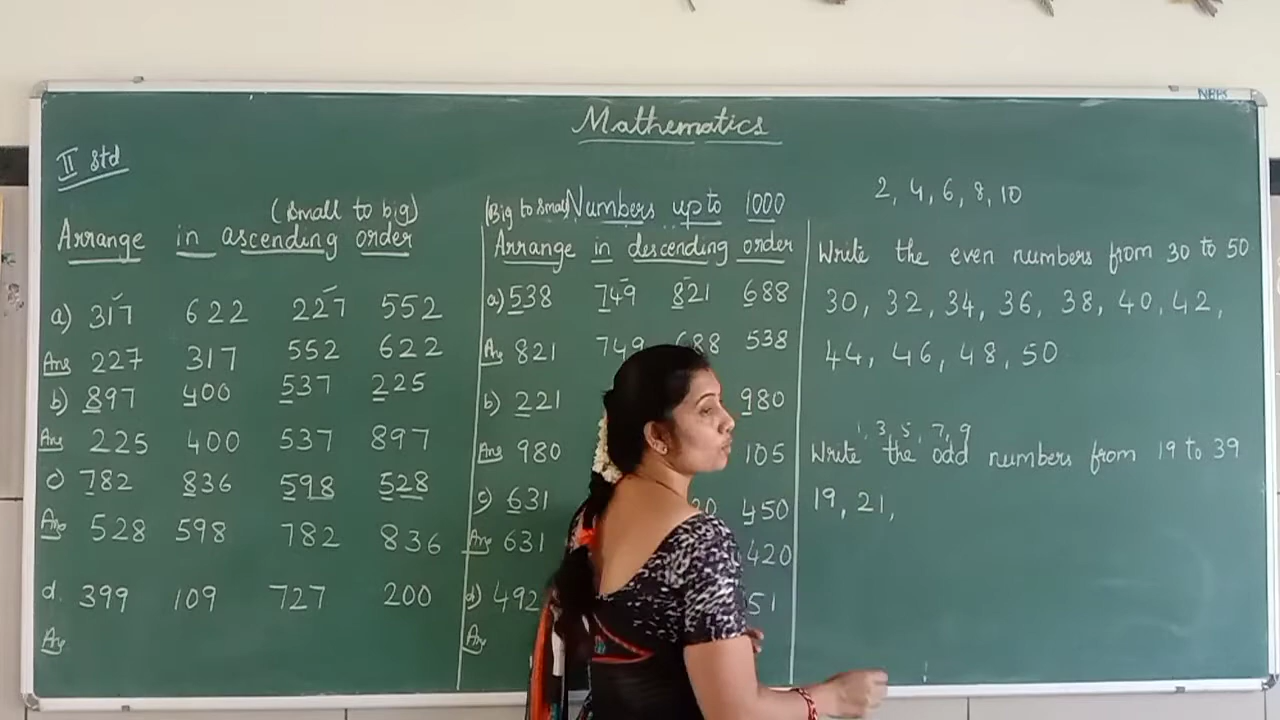 NPPS
Mathematics
II Std
(Small to big)
Arrange in ascending order
a) 317 622 227 552
Ans 227 317 552 622
b) 897 400 537 225
Ans 225 400 537 897
c) 782 836 598 528
Ans 528 598 782 836
d. 399 109 727 200
Ans
(Big to Small) Numbers upto 1000
Arrange in descending order
a) 538 749 821 688
Ans 821 749 688 538
b) 221 980
Ans 980 105
c) 631 450
Ans 631 420
d) 492
Ans
2, 4, 6, 8, 10
Write the even numbers from 30 to 50
30, 32, 34, 36, 38, 40, 42,
44, 46, 48, 50
1, 3, 5, 7, 9
Write the odd numbers from 19 to 39
19, 21,